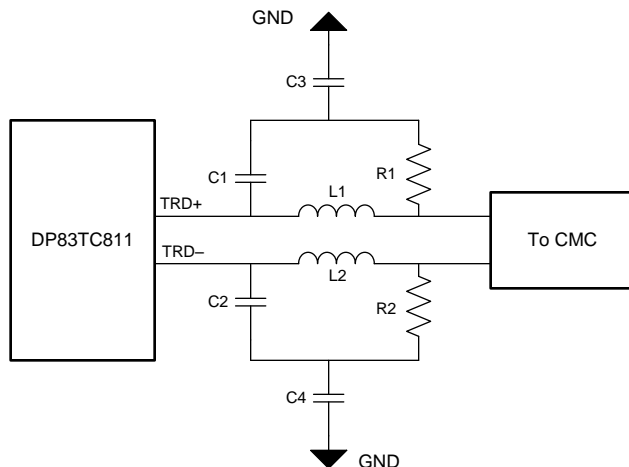 GND
C3
C1
R1
TRD+
L1
DP83TC811
To CMC
TRD–
L2
C2
R2
C4
GND